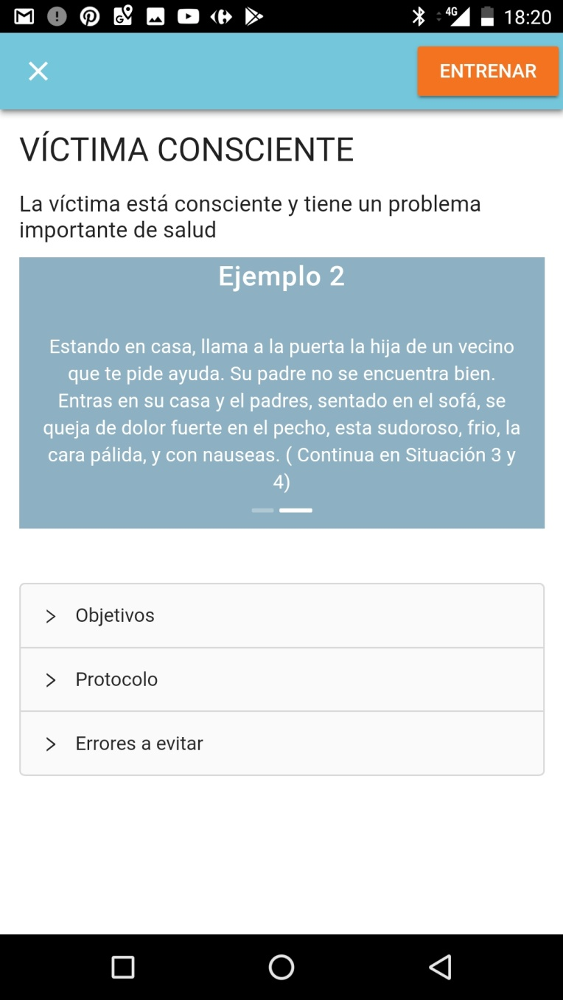 4G 18:20
ENTRENAR
VÍCTIMA CONSCIENTE
La víctima está consciente y tiene un problema
importante de salud
Ejemplo 2
Estando en casa, llama a la puerta la hija de un vecino
que te pide ayuda. Su padre no se encuentra bien.
Entras en su casa y el padres, sentado en el sofá, se
queja de dolor fuerte en el pecho, esta sudoroso, frio, la
cara pálida, y con nauseas. ( Continua en Situación 3 y
4)
Objetivos
Protocolo
Errores a evitar